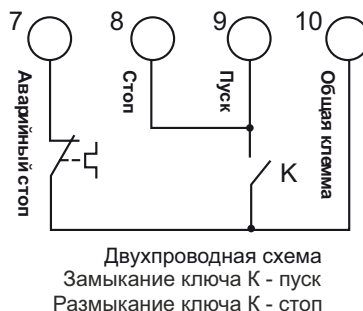 7 8 9 10
Аварийный стоп
Стоп
Пуск
Общая клемма
К
Двухпроводная схема
Замыкание ключа К - пуск
Размыкание ключа К - стоп